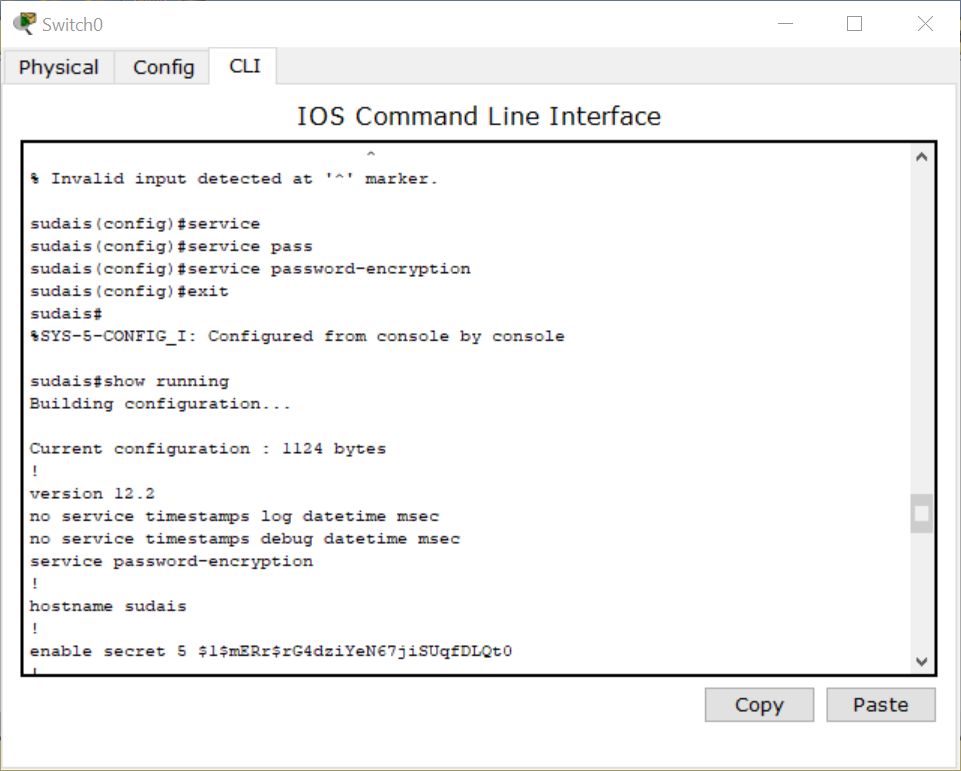 Switch0
Physical Config CLI
IOS Command Line Interface
^
% Invalid input detected at '^' marker.
sudais(config)#service
sudais(config)#service pass
sudais(config)#service password-encryption
sudais(config)#exit
sudais#
%SYS-5-CONFIG_I: Configured from console by console
sudais#show running
Building configuration...
Current configuration : 1124 bytes
!
version 12.2
no service timestamps log datetime msec
no service timestamps debug datetime msec
service password-encryption
!
hostname sudais
!
enable secret 5 $1$mERr$rG4dziYeN67jiSUqfDLQt0
!
Copy Paste